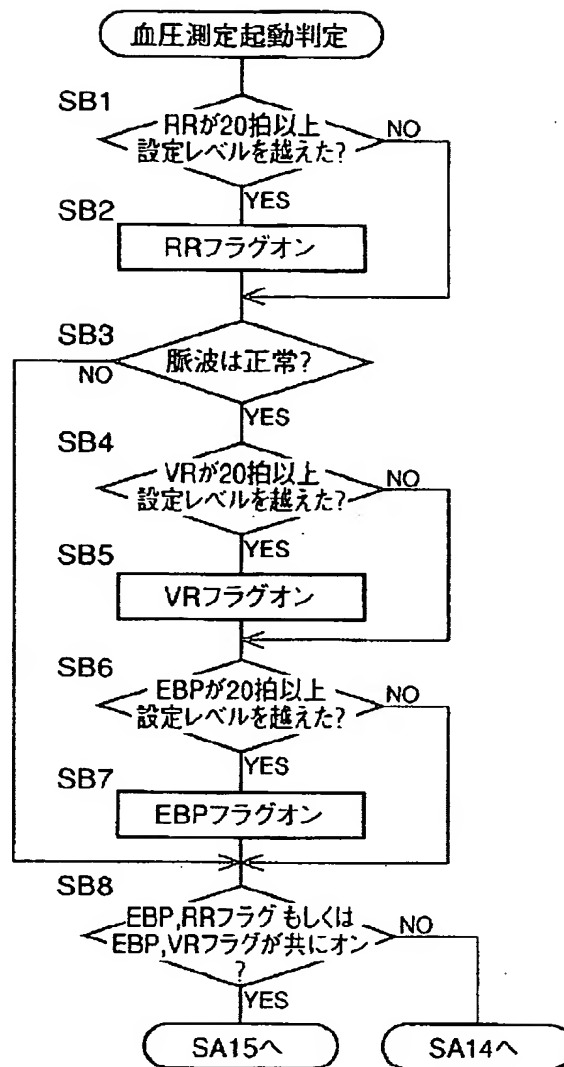 血圧測定起動判定
SB1
RRが20拍以上
設定レベルを越えた?
NO
YES
SB2
RRフラグオン
SB3
脈波は正常?
NO
YES
SB4
VRが20拍以上
設定レベルを越えた?
NO
YES
SB5
VRフラグオン
SB6
EBPが20拍以上
設定レベルを越えた?
NO
YES
SB7
EBPフラグオン
SB8
EBP,RRフラグもしくは
EBP,VRフラグが共にオン
?
NO
YES
SA15へ
SA14へ